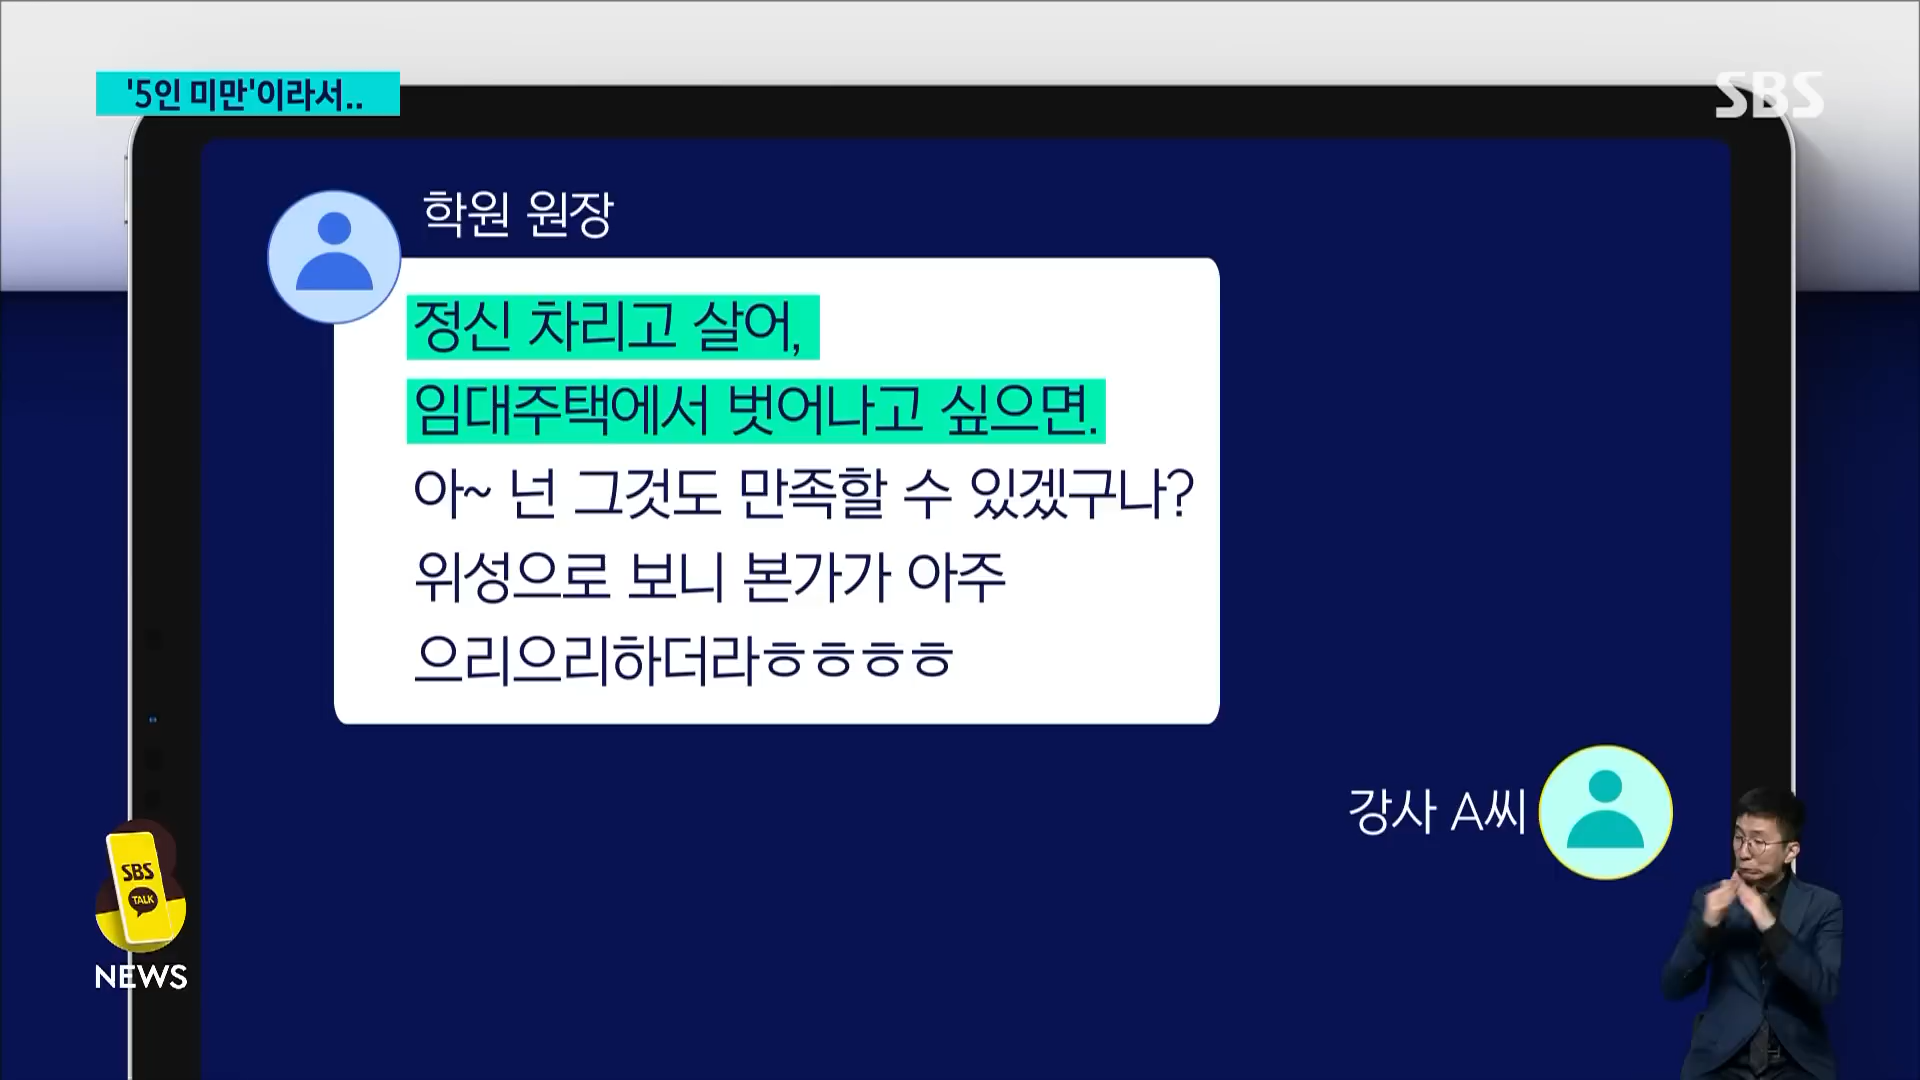 '5인 미만'이라서..
SBS
학원 원장
정신 차리고 살어,
임대주택에서 벗어나고 싶으면.
아~ 넌 그것도 만족할 수 있겠구나?
위성으로 보니 본가가 아주
으리으리하더라ㅎㅎㅎㅎ
강사 A씨
SBS
TALK
NEWS